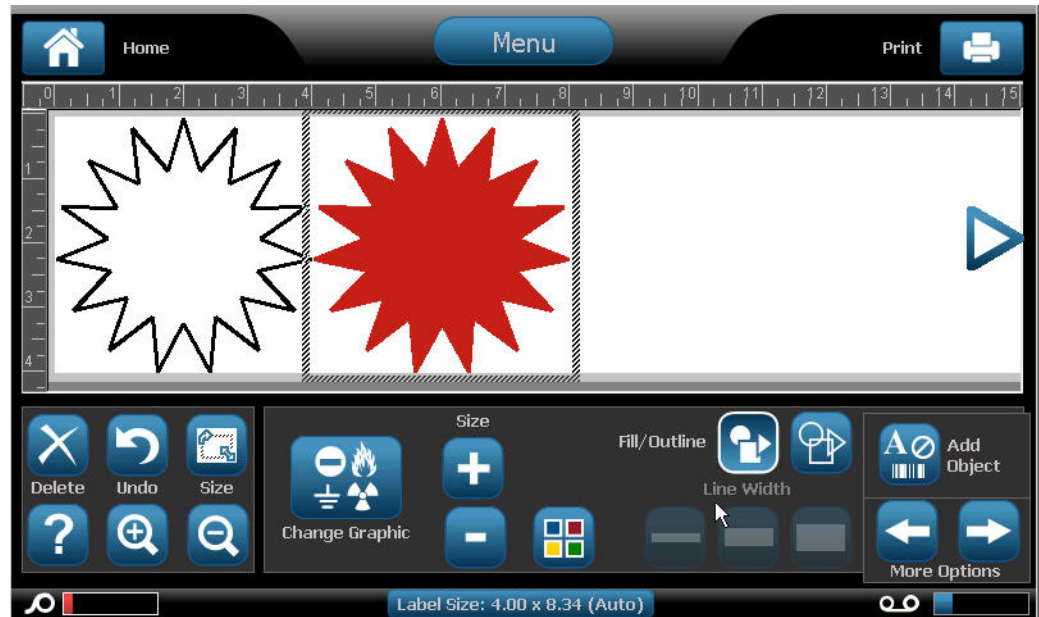 Home
Menu
Print
0 1 2 3 4 5 6 7 8 9 10 11 12 13 14 15
1
2
3
4
Size
Fill/Outline
A
Add
Object
Line Width
Delete
Undo
Size
?
Change Graphic
More Options
Label Size: 4.00 x 8.34 (Auto)